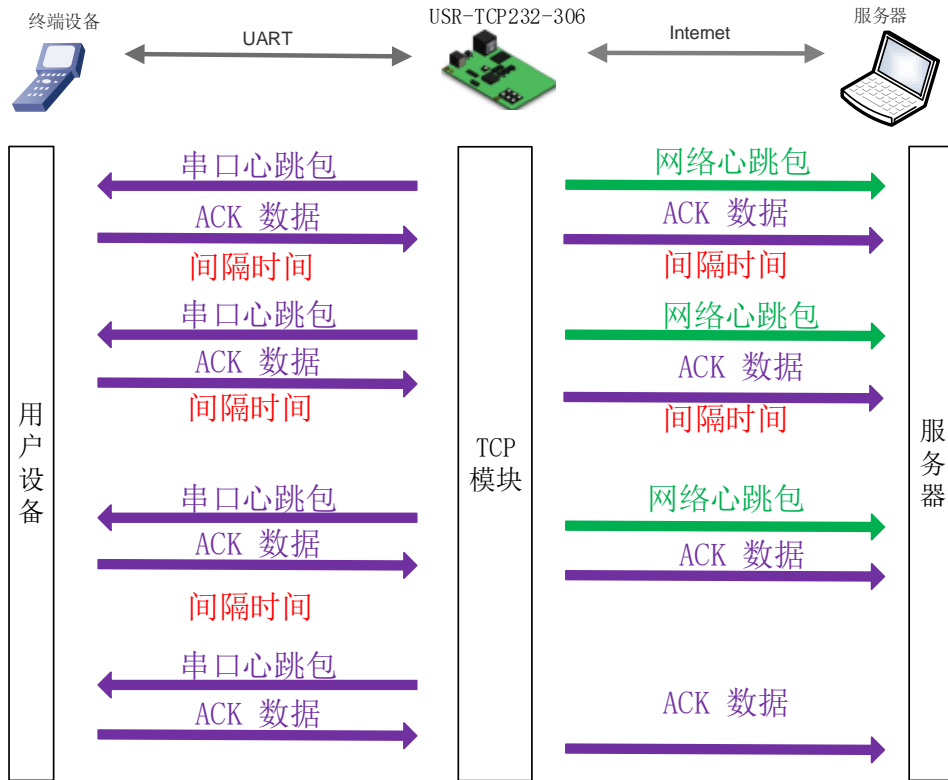 终端设备
UART
USR-TCP232-306
Internet
服务器
串口心跳包
网络心跳包
ACK 数据
ACK 数据
间隔时间
间隔时间
串口心跳包
网络心跳包
ACK 数据
ACK 数据
间隔时间
间隔时间
用户设备
TCP
模块
服务器
串口心跳包
网络心跳包
ACK 数据
ACK 数据
间隔时间
串口心跳包
ACK 数据
ACK 数据